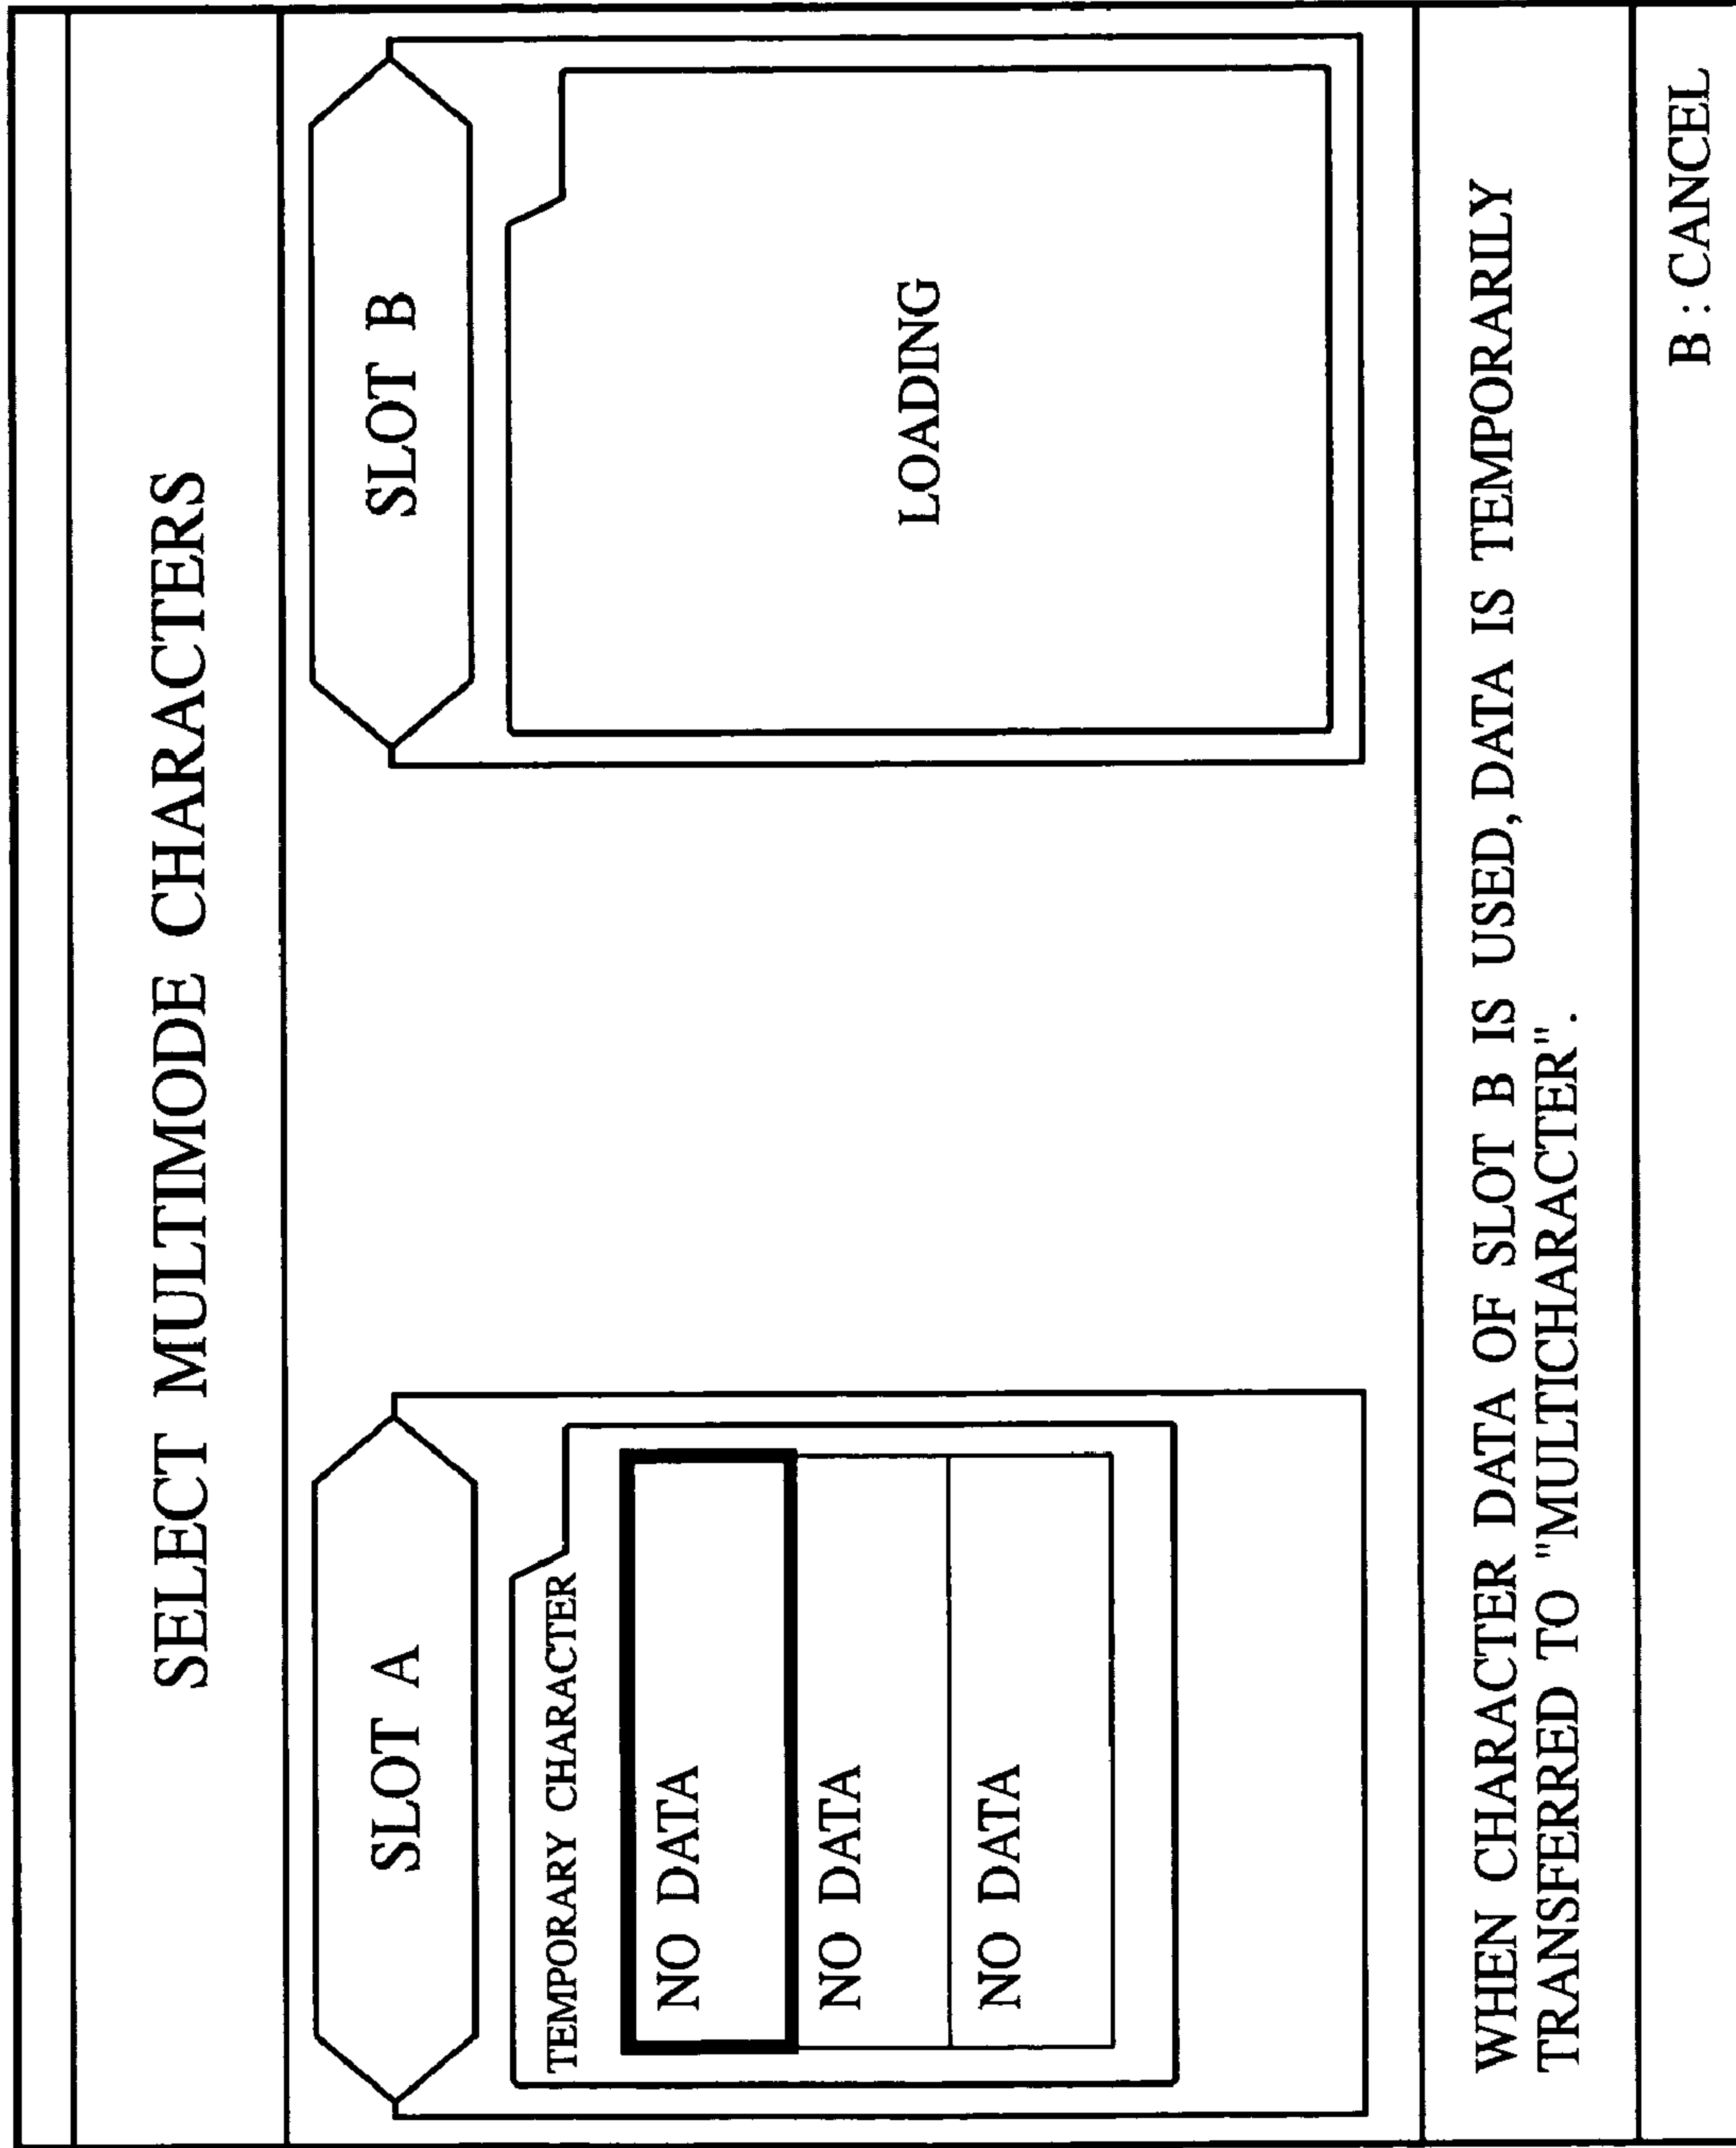 SELECT MULTIMODE CHARACTERS
SLOT A
TEMPORARY CHARACTER
NO DATA
NO DATA
NO DATA
SLOT B
LOADING
WHEN CHARACTER DATA OF SLOT B IS USED, DATA IS TEMPORARILY
TRANSFERRED TO "MULTICHARACTER".
B : CANCEL